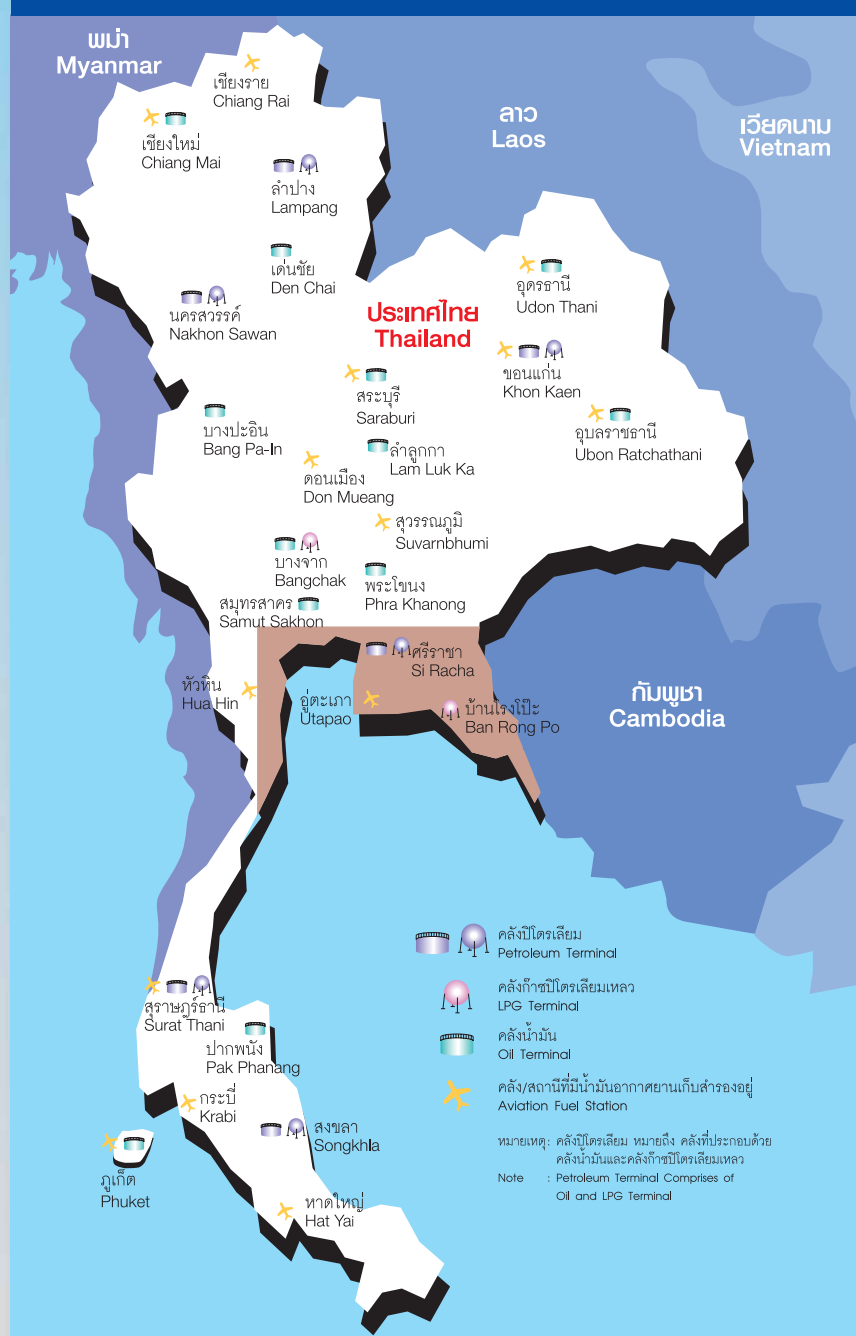 พม่า
Myanmar
เชียงราย
Chiang Rai
ลาว
Laos
เวียดนาม
Vietnam
เชียงใหม่
Chiang Mai
ลำปาง
Lampang
เด่นชัย
Den Chai
อุดรธานี
Udon Thani
นครสวรรค์
Nakhon Sawan
ประเทศไทย
Thailand
ขอนแก่น
Khon Kaen
สระบุรี
Saraburi
บางปะอิน
Bang Pa-In
อุบลราชธานี
Ubon Ratchathani
ลำลูกกา
Lam Luk Ka
ดอนเมือง
Don Mueang
สุวรรณภูมิ
Suvarnbhumi
บางจาก
Bangchak
พระโขนง
Phra Khanong
สมุทรสาคร
Samut Sakhon
ศรีราชา
Si Racha
หัวหิน
Hua Hin
อู่ตะเภา
Utapao
บ้านโรงโป๊ะ
Ban Rong Po
กัมพูชา
Cambodia
คลังปิโตรเลียม
Petroleum Terminal
คลังก๊าซปิโตรเลียมเหลว
LPG Terminal
คลังน้ำมัน
Oil Terminal
คลัง/สถานีที่มีน้ำมันอากาศยานเก็บสำรองอยู่
Aviation Fuel Station
หมายเหตุ : คลังปิโตรเลียม หมายถึง คลังที่ประกอบด้วย
คลังน้ำมันและคลังก๊าซปิโตรเลียมเหลว
Note : Petroleum Terminal Comprises of
Oil and LPG Terminal
สุราษฎร์ธานี
Surat Thani
ปากพนัง
Pak Phanang
กระบี่
Krabi
สงขลา
Songkhla
ภูเก็ต
Phuket
หาดใหญ่
Hat Yai